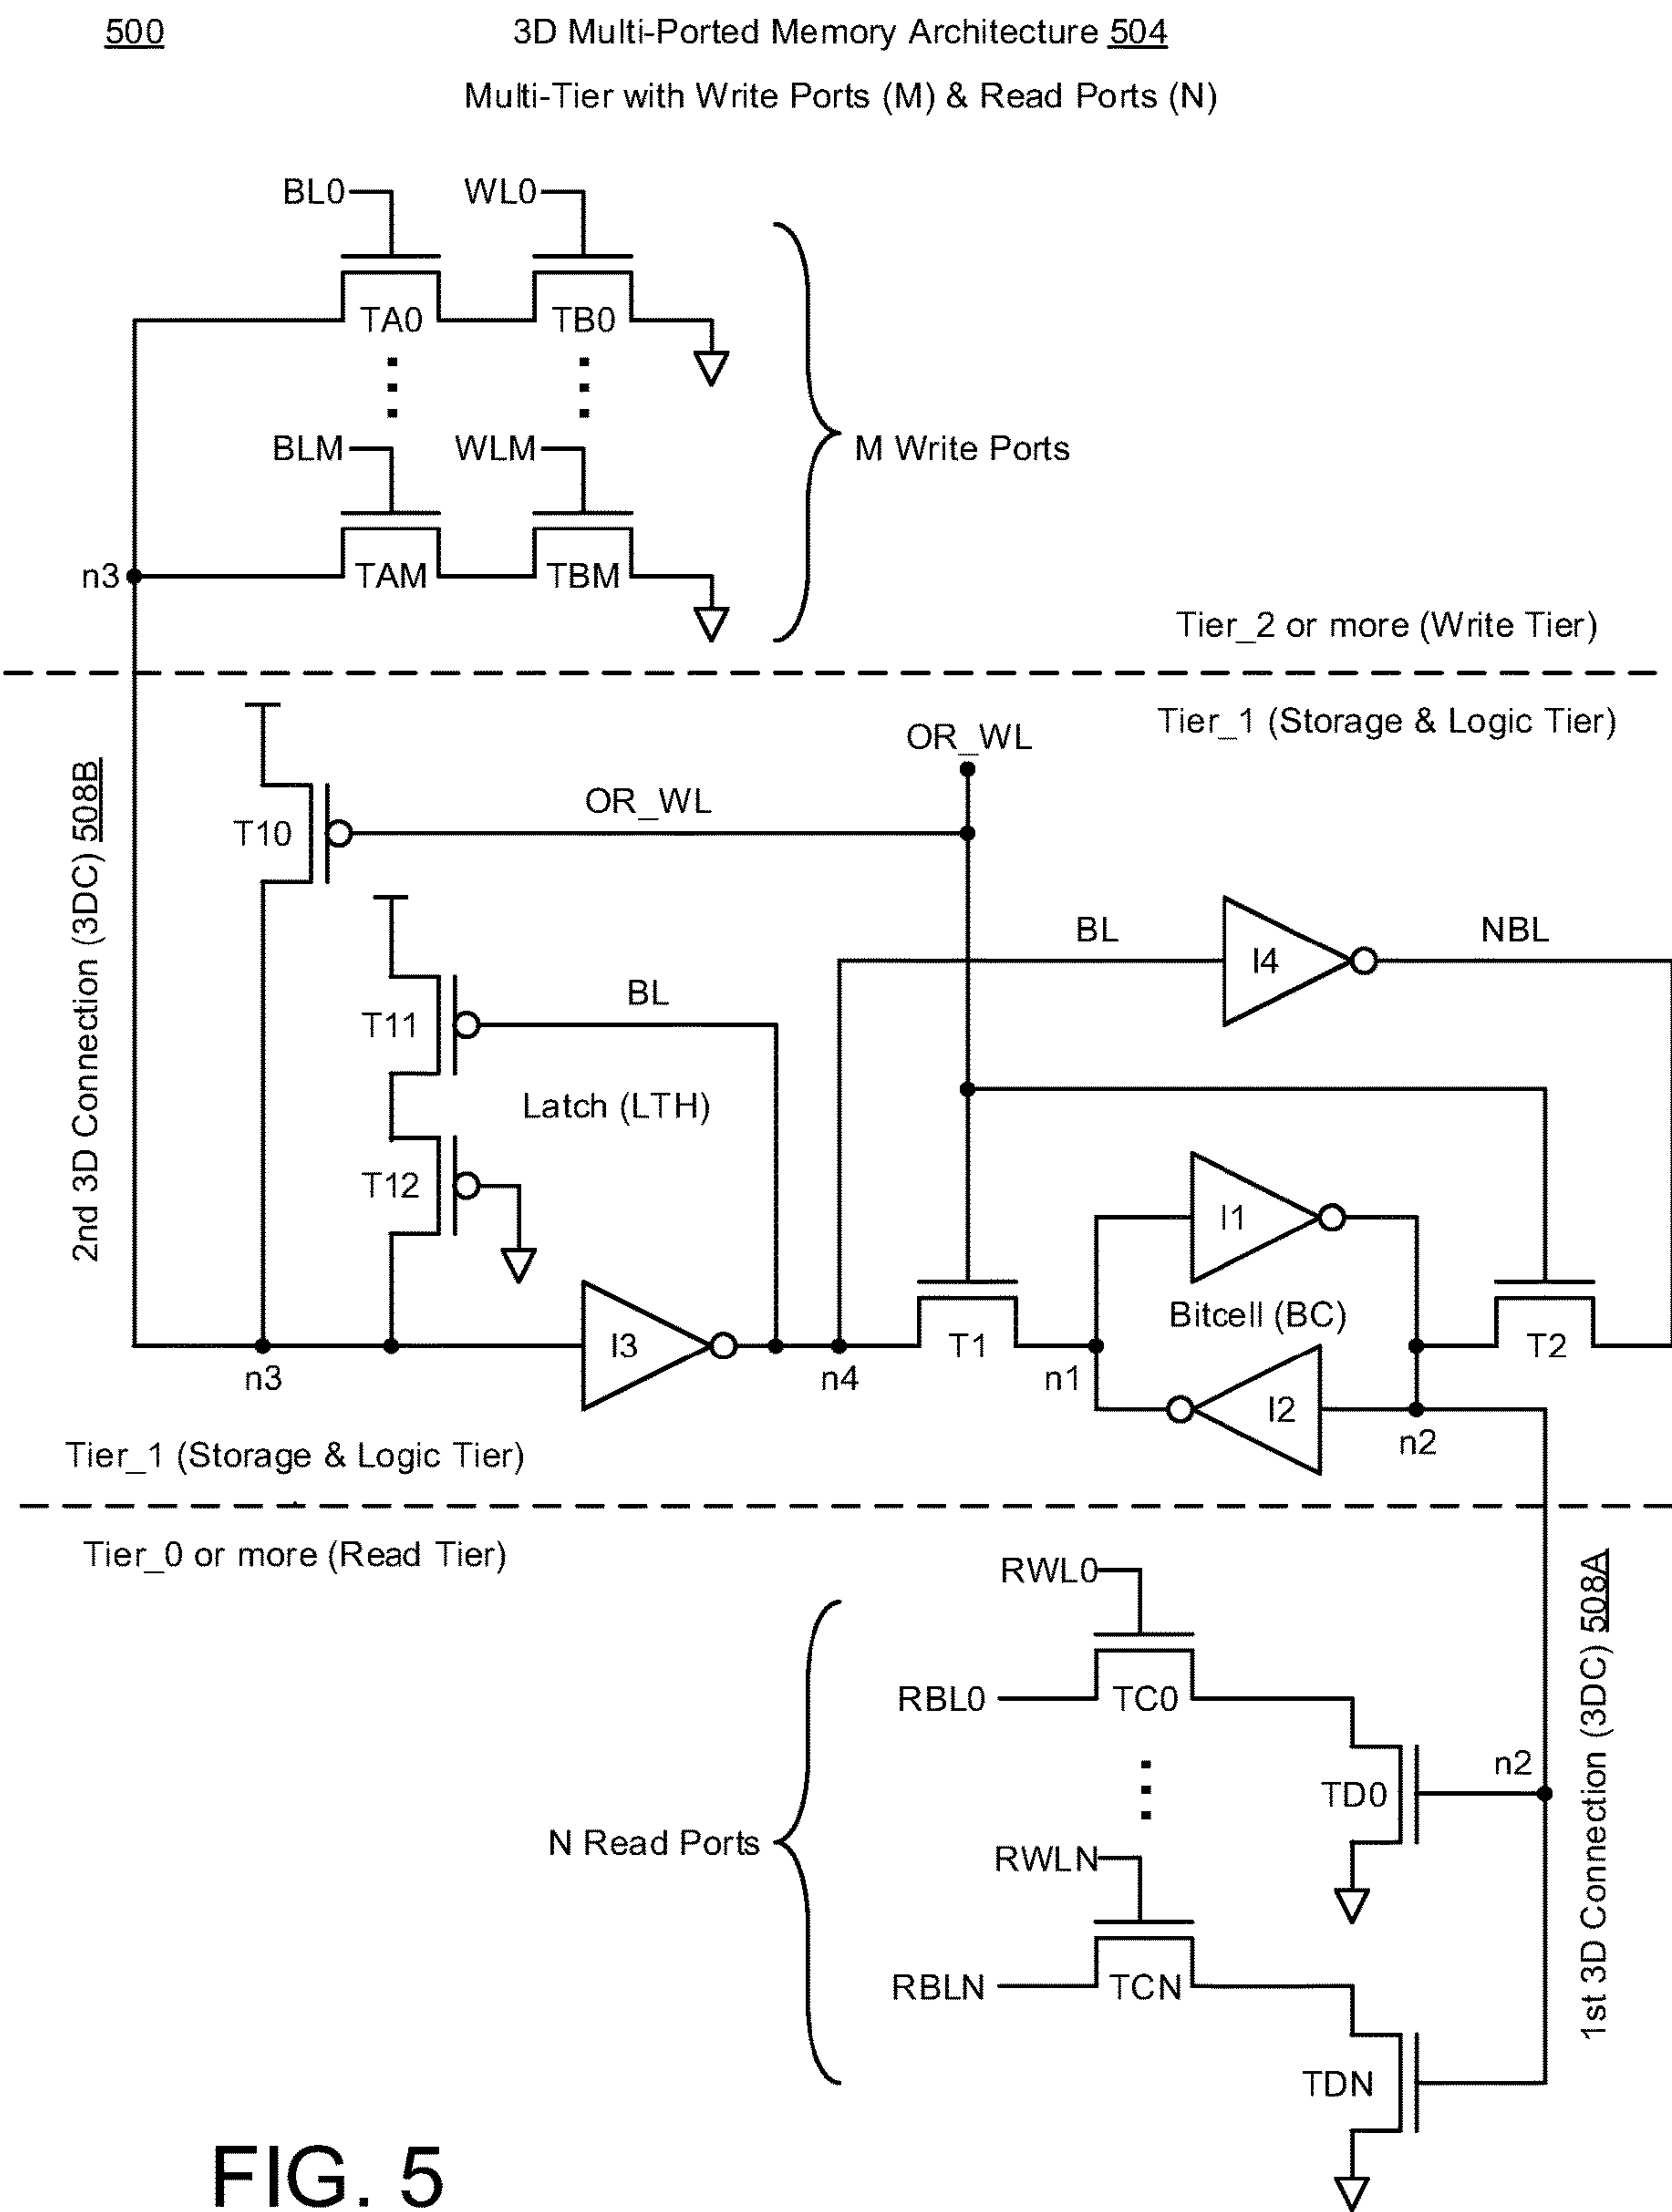 500
3D Multi-Ported Memory Architecture 504
Multi-Tier with Write Ports (M) & Read Ports (N)
BL0
WL0
TA0
TB0
BLM
WLM
M Write Ports
n3
TAM
TBM
Tier_2 or more (Write Tier)
Tier_1 (Storage & Logic Tier)
OR_WL
2nd 3D Connection (3DC) 508B
T10
OR_WL
BL
I4
NBL
T11
BL
Latch (LTH)
T12
I1
Bitcell (BC)
I3
T1
T2
n3
n4
n1
I2
n2
Tier_1 (Storage & Logic Tier)
Tier_0 or more (Read Tier)
RWL0
1st 3D Connection (3DC) 508A
RBL0
TC0
n2
TD0
N Read Ports
RWLN
RBLN
TCN
TDN
FIG. 5